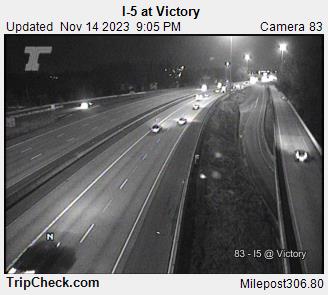 I-5 at Victory
Updated Nov 14 2023 9:05 PM Camera 83
T
N
83 - I5 @ Victory
TripCheck.com Milepost306.80